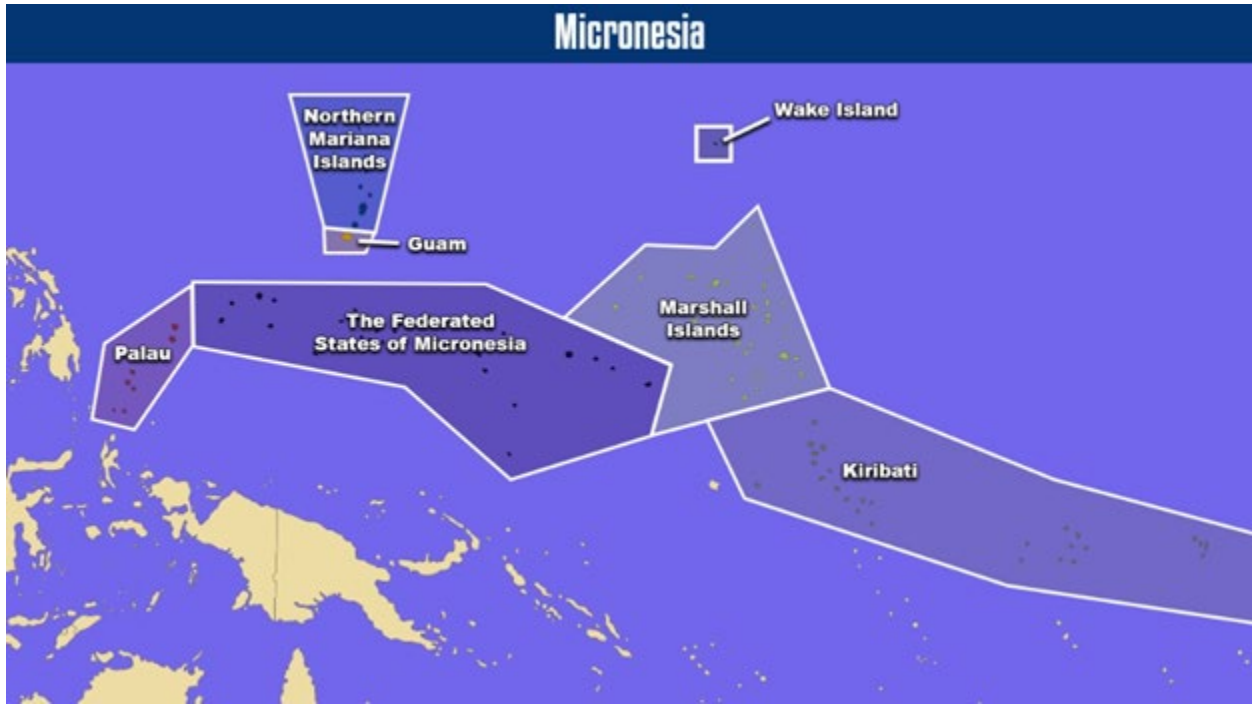 Micronesia
Northern
Mariana
Islands
Wake Island
Guam
Marshall
Islands
The Federated
States of Micronesia
Palau
Kiribati